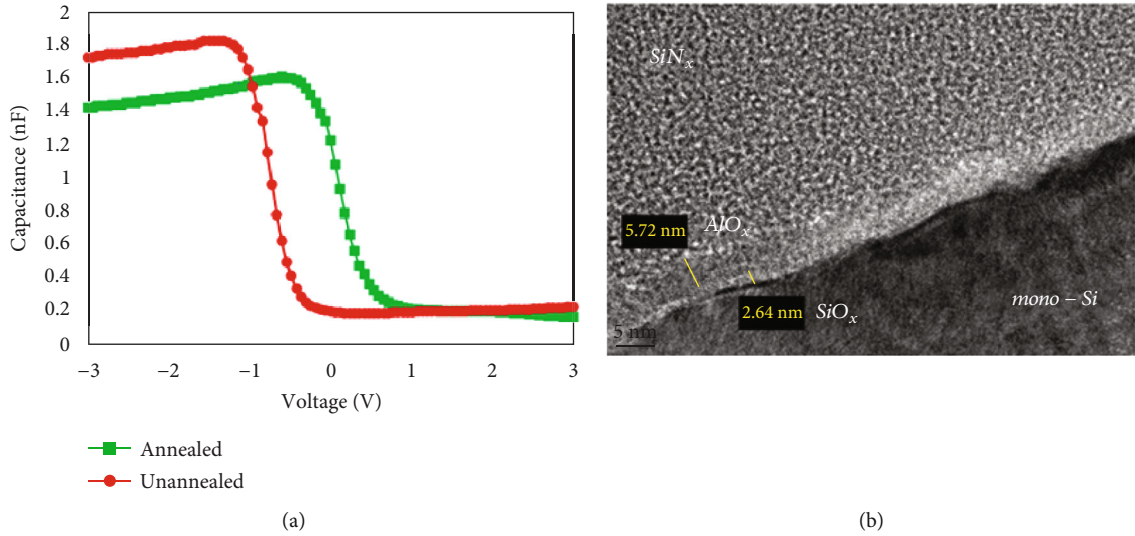 2
1.8
1.6
1.4
1.2
1
0.8
0.6
0.4
0.2
0
Capacitance (nF)
−3 −2 −1 0 1 2 3
Voltage (V)
Annealed
Unannealed
(a)
SiNₓ
5.72 nm AlOₓ
2.64 nm SiOₓ
mono – Si
5 nm
(b)